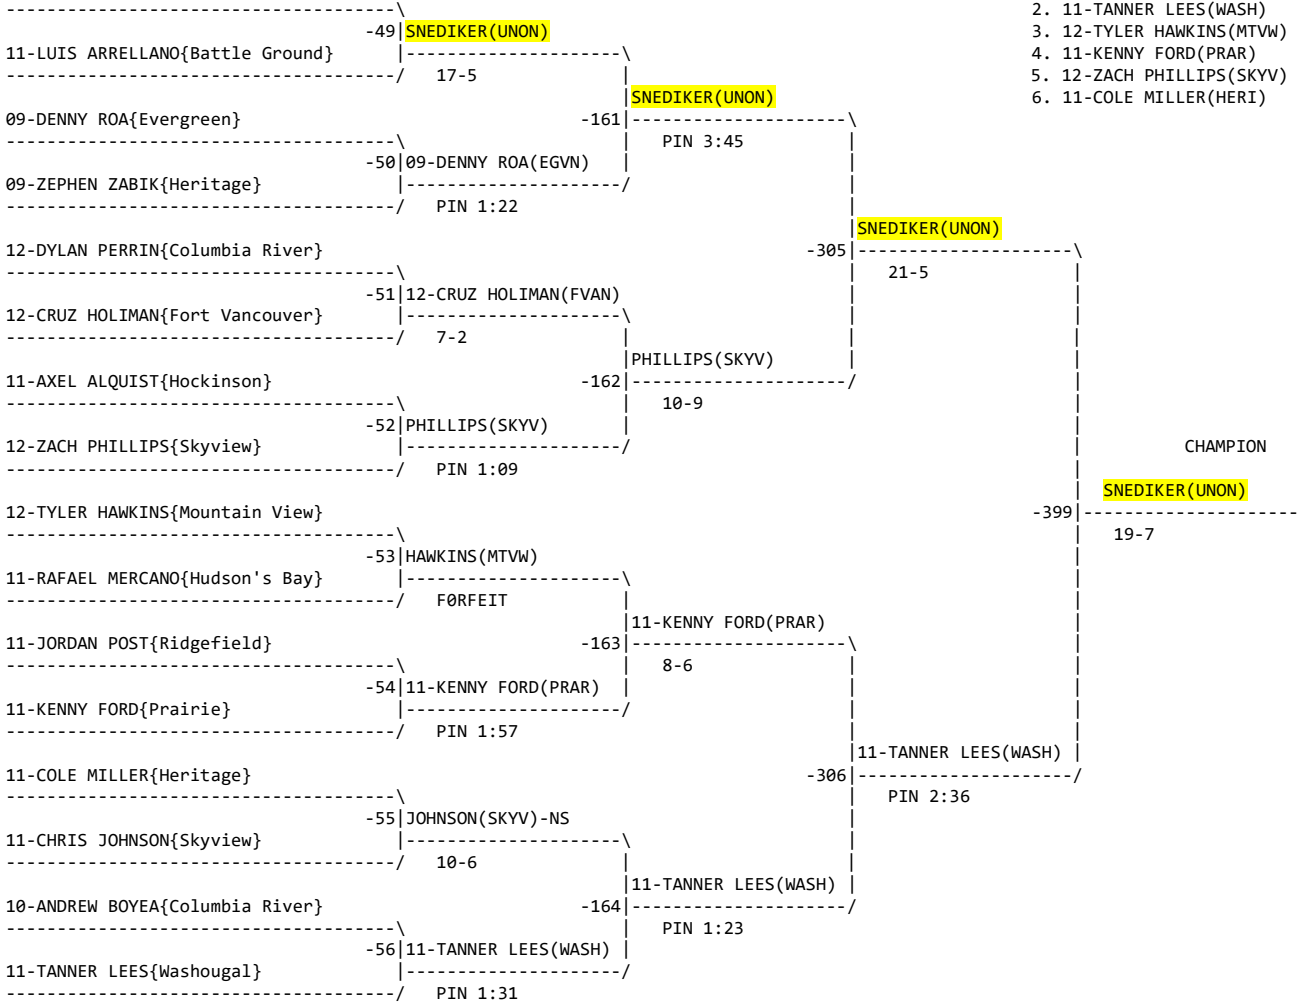 --------------------------------------\                                                             2. 11-TANNER LEES(WASH)
-49|SNEDIKER(UNON)                                                             3. 12-TYLER HAWKINS(MTVW)
11-LUIS ARRELLANO{Battle Ground}       |---------------------\                                       4. 11-KENNY FORD(PRAR)
--------------------------------------/   17-5              |                                       5. 12-ZACH PHILLIPS(SKYV)
|SNEDIKER(UNON)                         6. 11-COLE MILLER(HERI)
09-DENNY ROA{Evergreen}                                 -161|---------------------\
--------------------------------------\                     |   PIN 3:45          |
-50|09-DENNY ROA(EGVN)   |                     |
09-ZEPHEN ZABIK{Heritage}              |---------------------/                     |
--------------------------------------/   PIN 1:22                                |
|SNEDIKER(UNON)
12-DYLAN PERRIN{Columbia River}                                               -305|---------------------\
--------------------------------------\                                           |   21-5              |
-51|12-CRUZ HOLIMAN(FVAN)                      |                     |
12-CRUZ HOLIMAN{Fort Vancouver}        |---------------------\                     |                     |
--------------------------------------/   7-2               |                     |                     |
|PHILLIPS(SKYV)       |                     |
11-AXEL ALQUIST{Hockinson}                              -162|---------------------/                     |
--------------------------------------\                     |   10-9                                    |
-52|PHILLIPS(SKYV)       |                                           |
12-ZACH PHILLIPS{Skyview}              |---------------------/                                           |          CHAMPION
--------------------------------------/   PIN 1:09                                                      |
|  SNEDIKER(UNON)
12-TYLER HAWKINS{Mountain View}                                                                     -399|---------------------
--------------------------------------\                                                                 |   19-7
-53|HAWKINS(MTVW)                                                    |
11-RAFAEL MERCANO{Hudson's Bay}        |---------------------\                                           |
--------------------------------------/   F0RFEIT           |                                           |
|11-KENNY FORD(PRAR)                        |
11-JORDAN POST{Ridgefield}                              -163|---------------------\                     |
--------------------------------------\                     |   8-6               |                     |
-54|11-KENNY FORD(PRAR)  |                     |                     |
11-KENNY FORD{Prairie}                 |---------------------/                     |                     |
--------------------------------------/   PIN 1:57                                |                     |
|11-TANNER LEES(WASH) |
11-COLE MILLER{Heritage}                                                      -306|---------------------/
--------------------------------------\                                           |   PIN 2:36
-55|JOHNSON(SKYV)-NS                           |
11-CHRIS JOHNSON{Skyview}              |---------------------\                     |
--------------------------------------/   10-6              |                     |
|11-TANNER LEES(WASH) |
10-ANDREW BOYEA{Columbia River}                         -164|---------------------/
--------------------------------------\                     |   PIN 1:23
-56|11-TANNER LEES(WASH) |
11-TANNER LEES{Washougal}              |---------------------/
--------------------------------------/   PIN 1:31